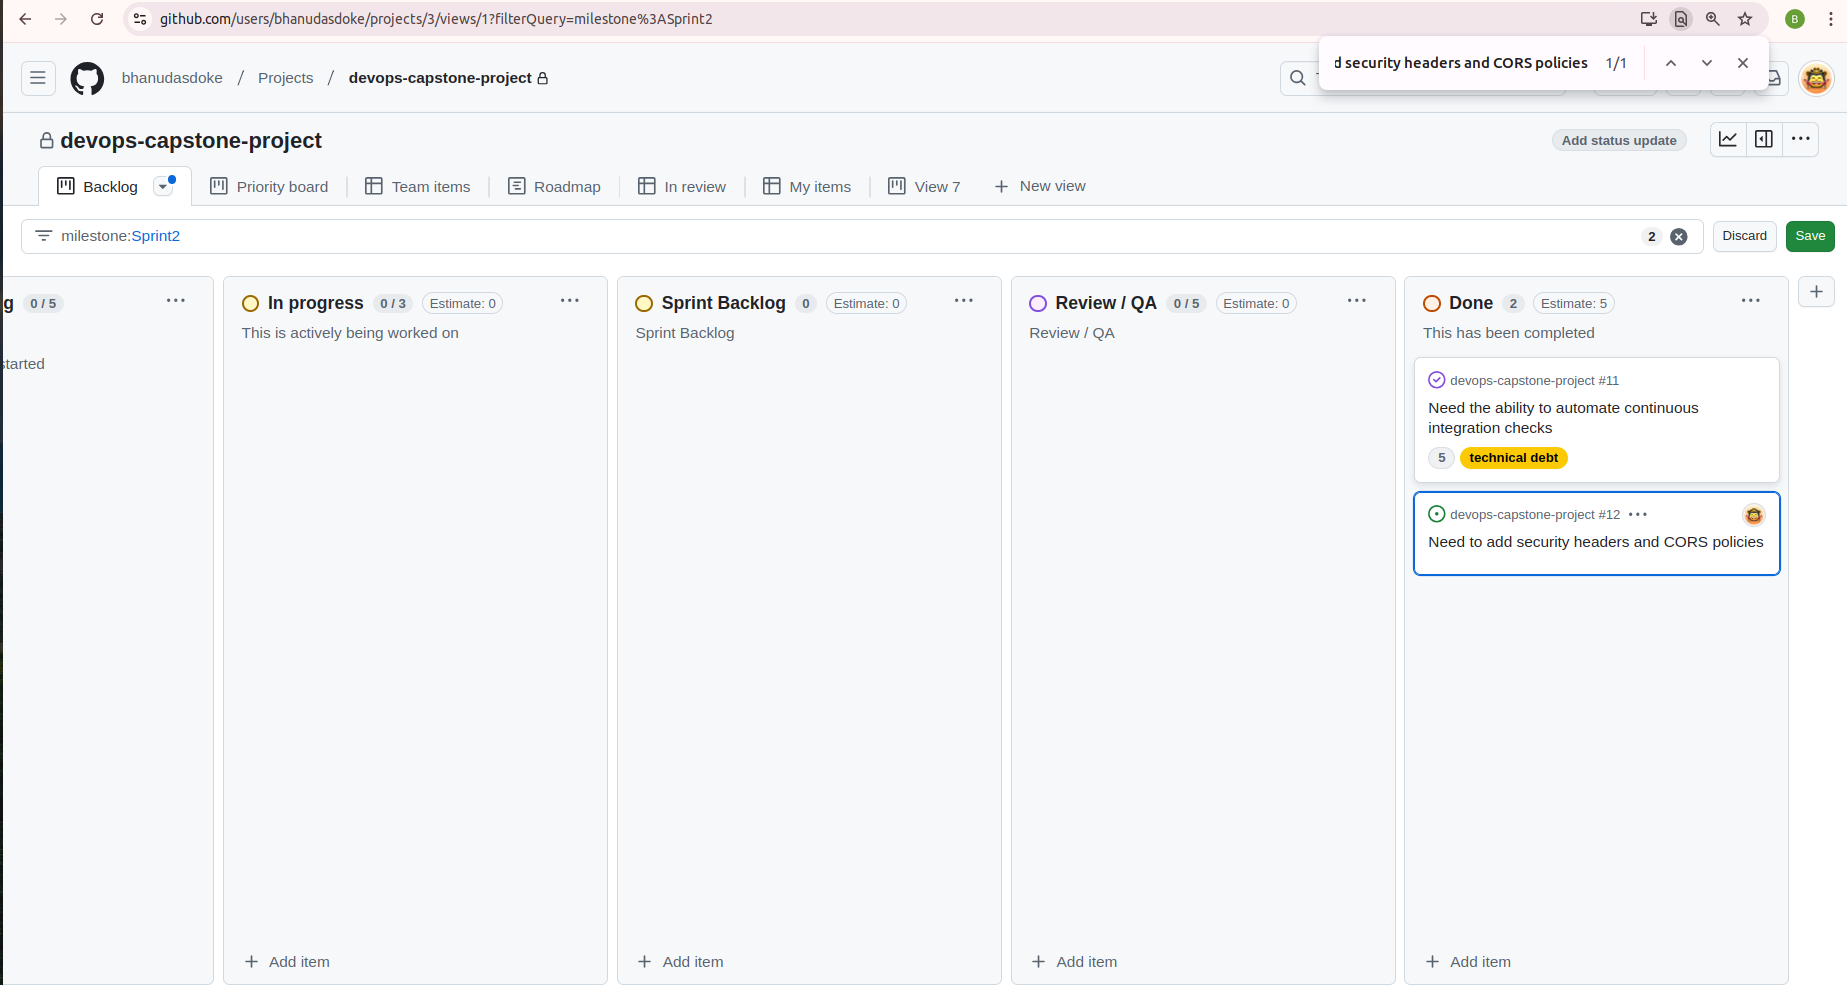 github.com/users/bhanudasdoke/projects/3/views/1?filterQuery=milestone%3ASprint2
B
d security headers and CORS policies 1/1
bhanudasdoke / Projects / devops-capstone-project
devops-capstone-project
Add status update
Backlog
Priority board
Team items
Roadmap
In review
My items
View 7
New view
milestone:Sprint2
2
Discard
Save
g 0 / 5
started
In progress 0 / 3 Estimate: 0
This is actively being worked on
Add item
Sprint Backlog 0 Estimate: 0
Sprint Backlog
Add item
Review / QA 0 / 5 Estimate: 0
Review / QA
Add item
Done 2 Estimate: 5
This has been completed
devops-capstone-project #11
Need the ability to automate continuous
integration checks
5 technical debt
devops-capstone-project #12
Need to add security headers and CORS policies
Add item